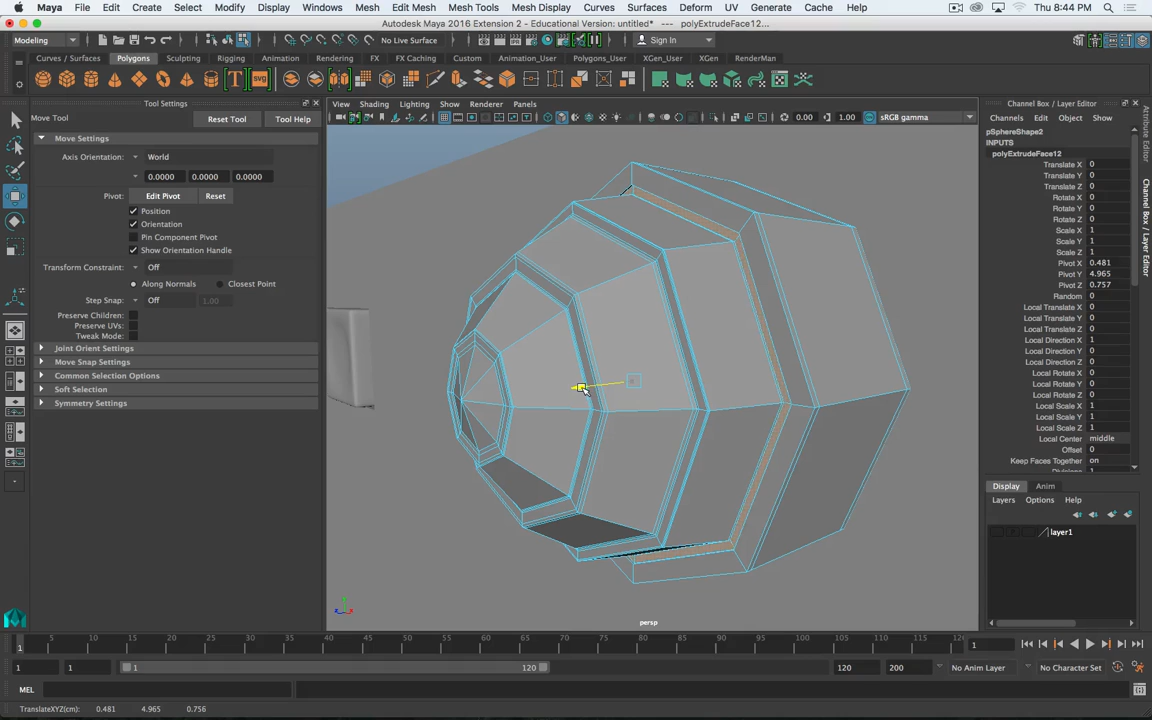 Maya File Edit Create Select Modify Display Windows Mesh Edit Mesh Mesh Tools Mesh Display Curves Surfaces Deform UV Generate Cache Help Thu 8:44 PM
Autodesk Maya 2016 Extension 2 - Educational Version: untitled* --- polyExtrudeFace12...
Modeling No Live Surface Sign In
Curves / Surfaces Polygons Sculpting Rigging Animation Rendering FX FX Caching Custom Animation_User Polygons_User XGen_User XGen RenderMan
T SVG
Tool Settings
Move Tool Reset Tool Tool Help
Move Settings
Axis Orientation: World
0.0000 0.0000 0.0000
Pivot: Edit Pivot Reset
Position
Orientation
Pin Component Pivot
Show Orientation Handle
Transform Constraint: Off
Along Normals Closest Point
Step Snap: Off 1.00
Preserve Children:
Preserve UVs:
Tweak Mode:
Joint Orient Settings
Move Snap Settings
Common Selection Options
Soft Selection
Symmetry Settings
View Shading Lighting Show Renderer Panels
0.00 1.00 sRGB gamma
persp
Channel Box / Layer Editor
Channels Edit Object Show
pSphereShape2
INPUTS
polyExtrudeFace12
Translate X 0
Translate Y 0
Translate Z 0
Rotate X 0
Rotate Y 0
Rotate Z 0
Scale X 1
Scale Y 1
Scale Z 1
Pivot X 0.481
Pivot Y 4.965
Pivot Z 0.757
Random 0
Local Translate X 0
Local Translate Y 0
Local Translate Z 0
Local Direction X 1
Local Direction Y 0
Local Direction Z 0
Local Rotate X 0
Local Rotate Y 0
Local Rotate Z 0
Local Scale X 1
Local Scale Y 1
Local Scale Z 1
Local Center middle
Offset 0
Keep Faces Together on
Divisions 1
Display Anim
Layers Options Help
layer1
Attribute Editor
Channel Box / Layer Editor
1 5 10 15 20 25 30 35 40 45 50 55 60 65 70 75 80 85 90 95 100 105 110 115 120 1
1 1 1 120 120 200 No Anim Layer No Character Set
MEL
TranslateXYZ(cm): 0.481 4.965 0.756